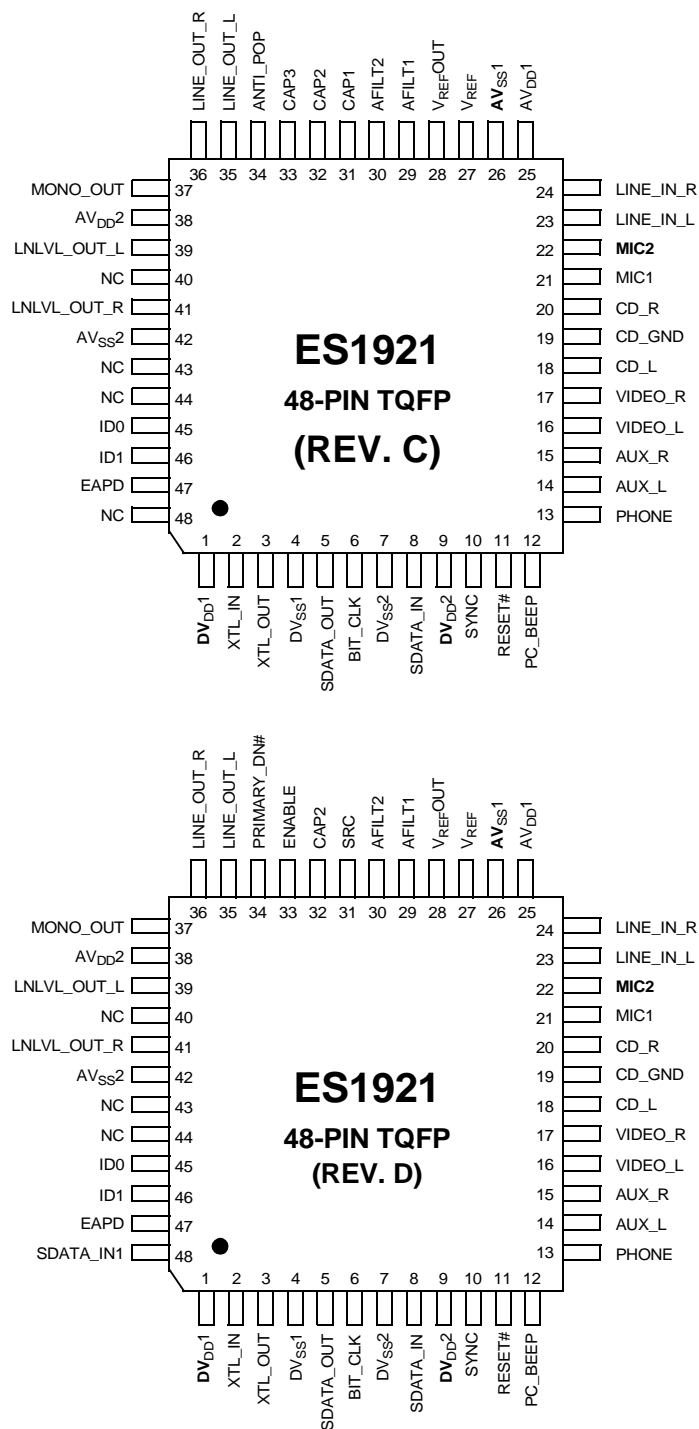 LINE_OUT_R
LINE_OUT_L
ANTI_POP
CAP3
CAP2
CAP1
AFILT2
AFILT1
VREFOUT
VREF
AVSS1
AVDD1
36 35 34 33 32 31 30 29 28 27 26 25
MONO_OUT 37
AVDD2 38
LNLVL_OUT_L 39
NC 40
LNLVL_OUT_R 41
AVSS2 42
NC 43
NC 44
ID0 45
ID1 46
EAPD 47
NC 48
ES1921
48-PIN TQFP
(REV. C)
24 LINE_IN_R
23 LINE_IN_L
22 MIC2
21 MIC1
20 CD_R
19 CD_GND
18 CD_L
17 VIDEO_R
16 VIDEO_L
15 AUX_R
14 AUX_L
13 PHONE
1 2 3 4 5 6 7 8 9 10 11 12
DVDD1
XTL_IN
XTL_OUT
DVSS1
SDATA_OUT
BIT_CLK
DVSS2
SDATA_IN
DVDD2
SYNC
RESET#
PC_BEEP
LINE_OUT_R
LINE_OUT_L
PRIMARY_DN#
ENABLE
CAP2
SRC
AFILT2
AFILT1
VREFOUT
VREF
AVSS1
AVDD1
36 35 34 33 32 31 30 29 28 27 26 25
MONO_OUT 37
AVDD2 38
LNLVL_OUT_L 39
NC 40
LNLVL_OUT_R 41
AVSS2 42
NC 43
NC 44
ID0 45
ID1 46
EAPD 47
SDATA_IN1 48
ES1921
48-PIN TQFP
(REV. D)
24 LINE_IN_R
23 LINE_IN_L
22 MIC2
21 MIC1
20 CD_R
19 CD_GND
18 CD_L
17 VIDEO_R
16 VIDEO_L
15 AUX_R
14 AUX_L
13 PHONE
1 2 3 4 5 6 7 8 9 10 11 12
DVDD1
XTL_IN
XTL_OUT
DVSS1
SDATA_OUT
BIT_CLK
DVSS2
SDATA_IN
DVDD2
SYNC
RESET#
PC_BEEP